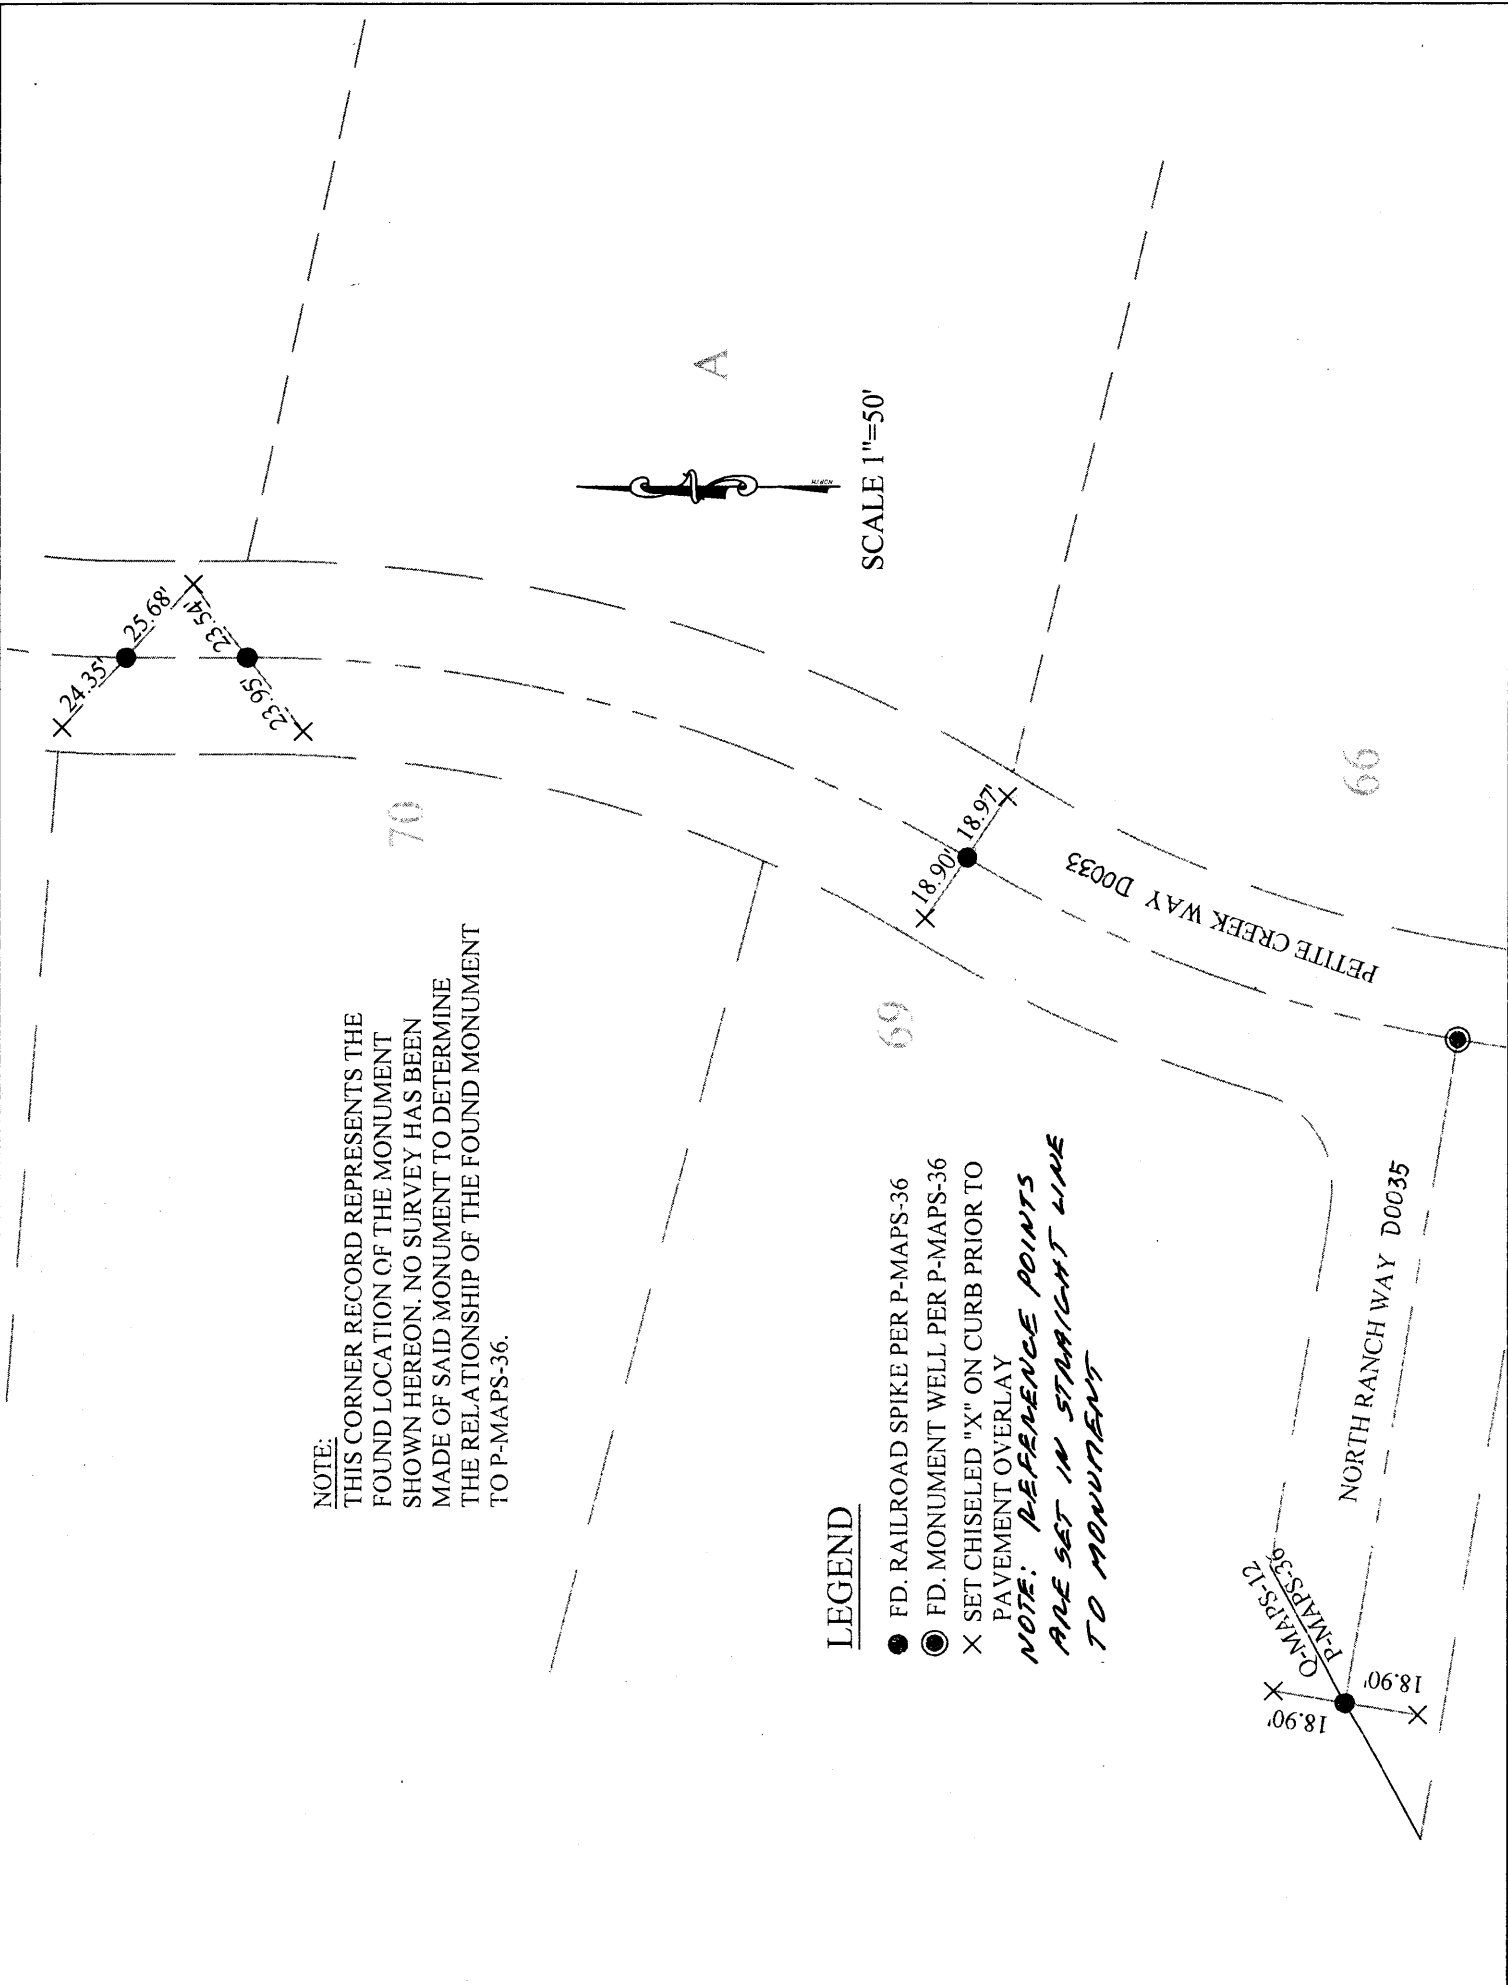 NOTE:
THIS CORNER RECORD REPRESENTS THE
FOUND LOCATION OF THE MONUMENT
SHOWN HEREON. NO SURVEY HAS BEEN
MADE OF SAID MONUMENT TO DETERMINE
THE RELATIONSHIP OF THE FOUND MONUMENT
TO P-MAPS-36.
24.35'
25.68'
23.54'
23.95'
70
A
NORTH
SCALE 1"=50'
69
18.90'
18.97'
PETITE CREEK WAY D0033
66
LEGEND
FD. RAILROAD SPIKE PER P-MAPS-36
FD. MONUMENT WELL PER P-MAPS-36
SET CHISELED "X" ON CURB PRIOR TO
PAVEMENT OVERLAY
NOTE: REFERENCE POINTS
ARE SET IN STRAIGHT LINE
TO MONUMENT
Q-MAPS-12
P-MAPS-36
18.90'
18.90'
NORTH RANCH WAY D0035